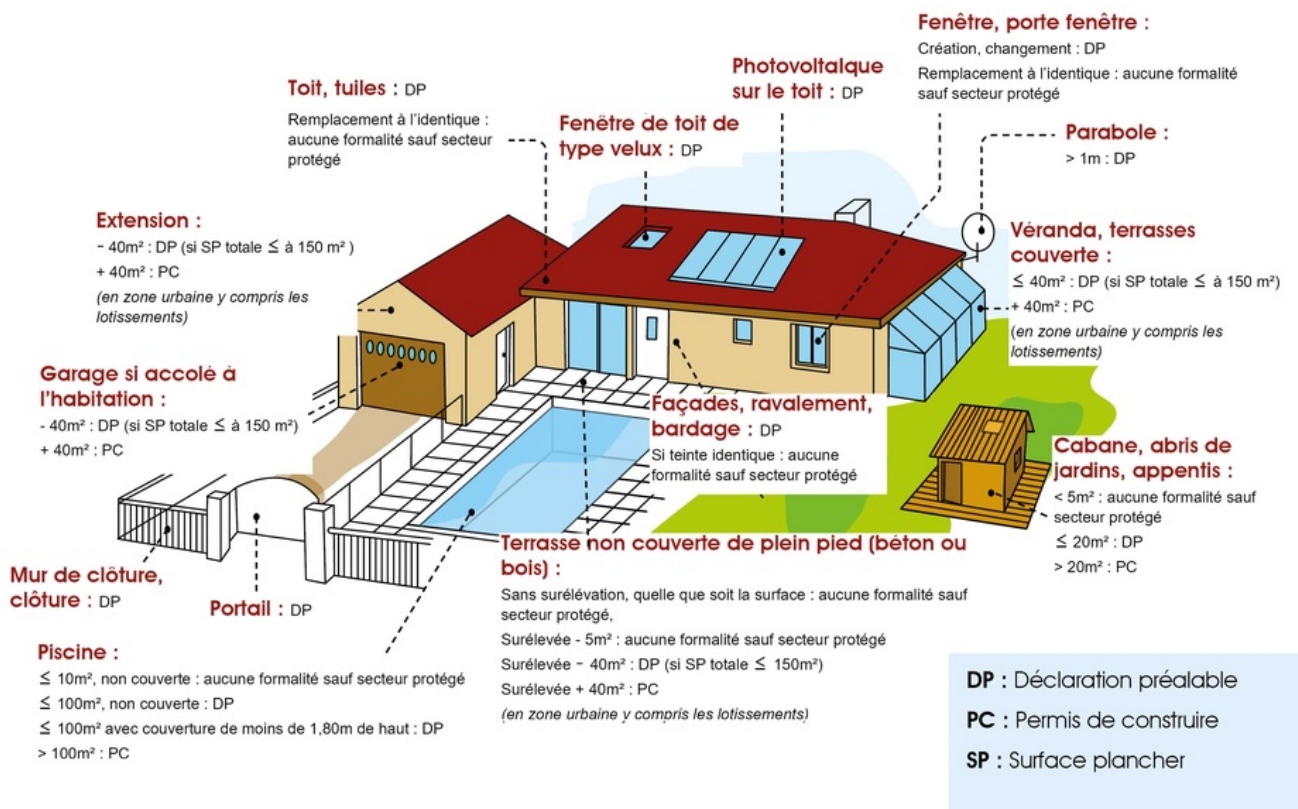 Fenêtre, porte fenêtre :
Création, changement : DP
Remplacement à l'identique : aucune formalité
sauf secteur protégé
Photovoltaïque
sur le toit : DP
Toit, tuiles : DP
Remplacement à l'identique :
aucune formalité sauf secteur
protégé
Fenêtre de toit de
type velux : DP
Parabole :
> 1m : DP
Extension :
- 40m² : DP (si SP totale ≤ à 150 m² )
+ 40m² : PC
(en zone urbaine y compris les
lotissements)
Véranda, terrasses
couverte :
≤ 40m² : DP (si SP totale ≤ à 150 m²)
+ 40m² : PC
(en zone urbaine y compris les
lotissements)
Garage si accolé à
l'habitation :
- 40m² : DP (si SP totale ≤ à 150 m²)
+ 40m² : PC
Façades, ravalement,
bardage : DP
Si teinte identique : aucune
formalité sauf secteur protégé
Cabane, abris de
jardins, appentis :
< 5m² : aucune formalité sauf
secteur protégé
≤ 20m² : DP
> 20m² : PC
Mur de clôture,
clôture : DP
Portail : DP
Terrasse non couverte de plein pied (béton ou
bois) :
Sans surélévation, quelle que soit la surface : aucune formalité sauf
secteur protégé,
Surélevée - 5m² : aucune formalité sauf secteur protégé
Surélevée - 40m² : DP (si SP totale ≤ 150m²)
Surélevée + 40m² : PC
(en zone urbaine y compris les lotissements)
Piscine :
≤ 10m², non couverte : aucune formalité sauf secteur protégé
≤ 100m², non couverte : DP
≤ 100m² avec couverture de moins de 1,80m de haut : DP
> 100m² : PC
DP : Déclaration préalable
PC : Permis de construire
SP : Surface plancher